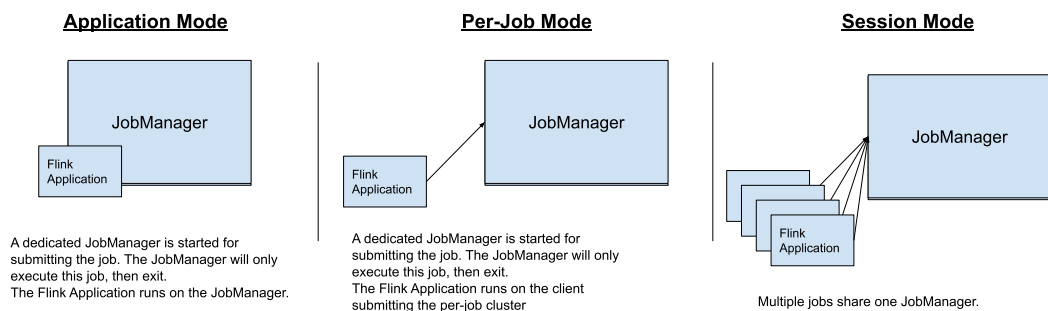 Application Mode
JobManager
Flink
Application
A dedicated JobManager is started for
submitting the job. The JobManager will only
execute this job, then exit.
The Flink Application runs on the JobManager.
Per-Job Mode
JobManager
Flink
Application
A dedicated JobManager is started for
submitting the job. The JobManager will only
execute this job, then exit.
The Flink Application runs on the client
submitting the per-job cluster
Session Mode
JobManager
Flink
Application
Multiple jobs share one JobManager.